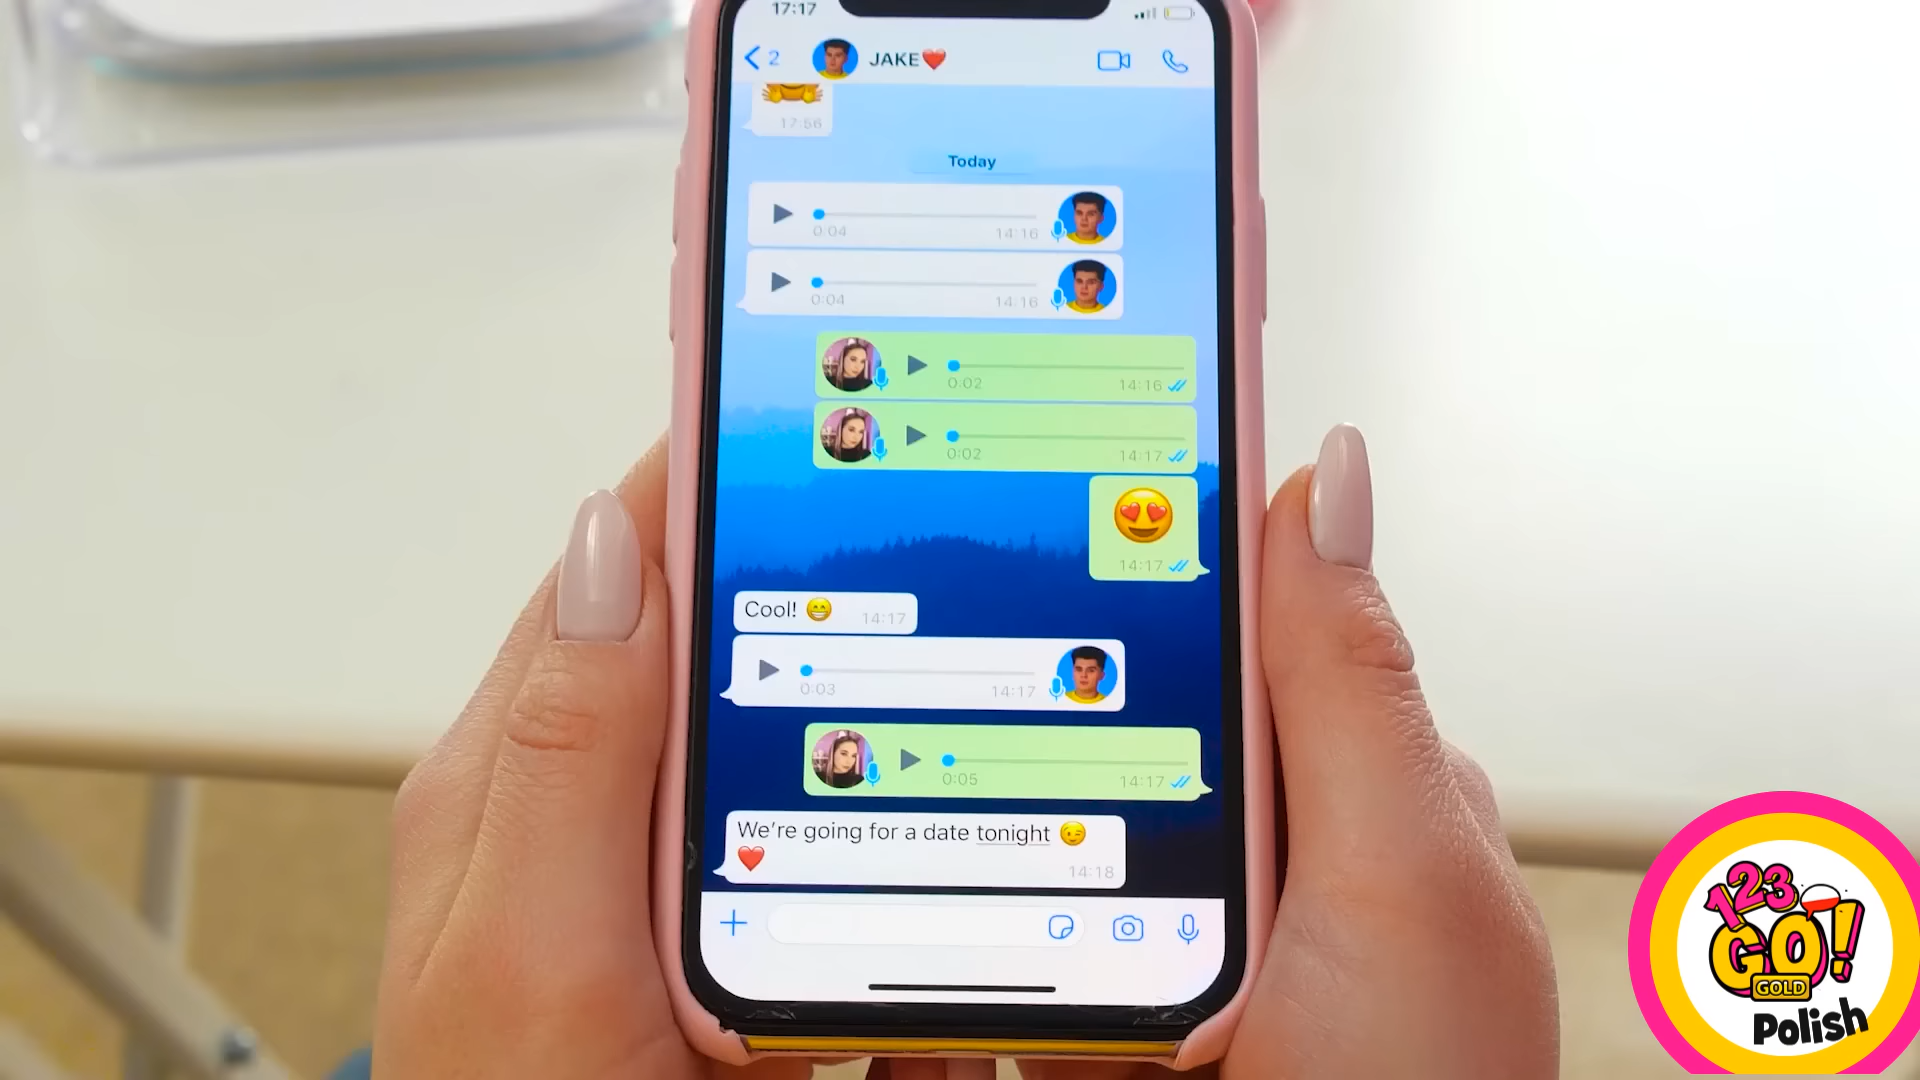 17:17
2
JAKE❤️
17:56
Today
0:04 14:16
0:04 14:16
0:02 14:16
0:02 14:17
😍
14:17
Cool! 😁 14:17
0:03 14:17
0:05 14:17
We're going for a date tonight 😉
❤️
14:18
123
GO!
GOLD
Polish